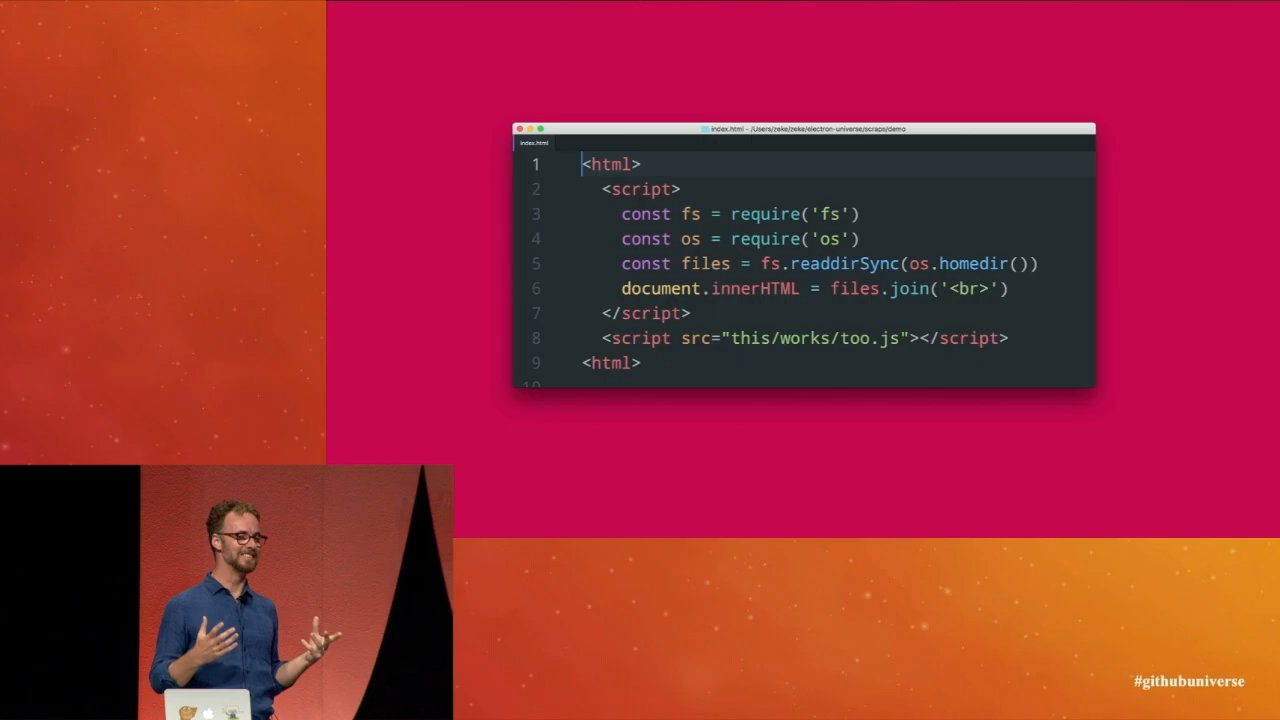 index.html - /Users/zeke/zeke/electron-universe/scraps/demo
index.html
1 <html>
2 <script>
3 const fs = require('fs')
4 const os = require('os')
5 const files = fs.readdirSync(os.homedir())
6 document.innerHTML = files.join('<br>')
7 </script>
8 <script src="this/works/too.js"></script>
9 <html>
10
#githubuniverse